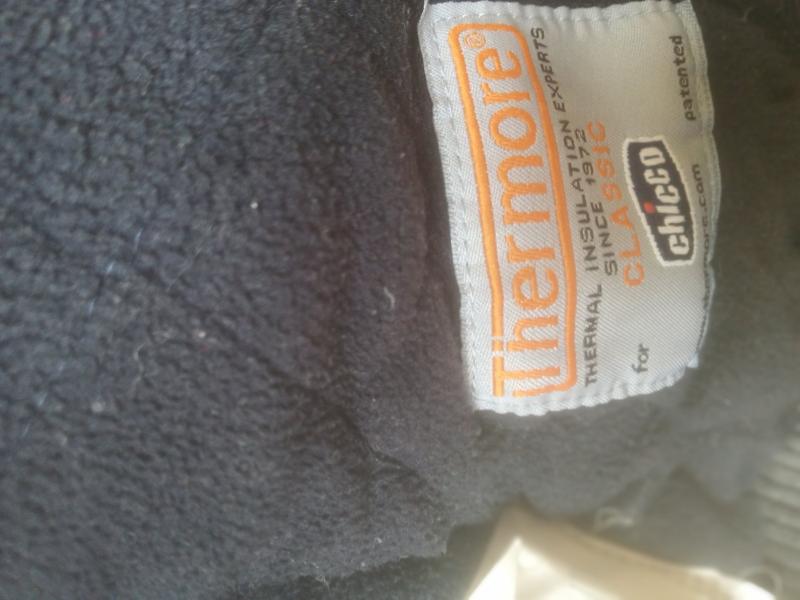 Thermore®
THERMAL INSULATION EXPERTS
SINCE 1972
CLASSIC
for chicco patented